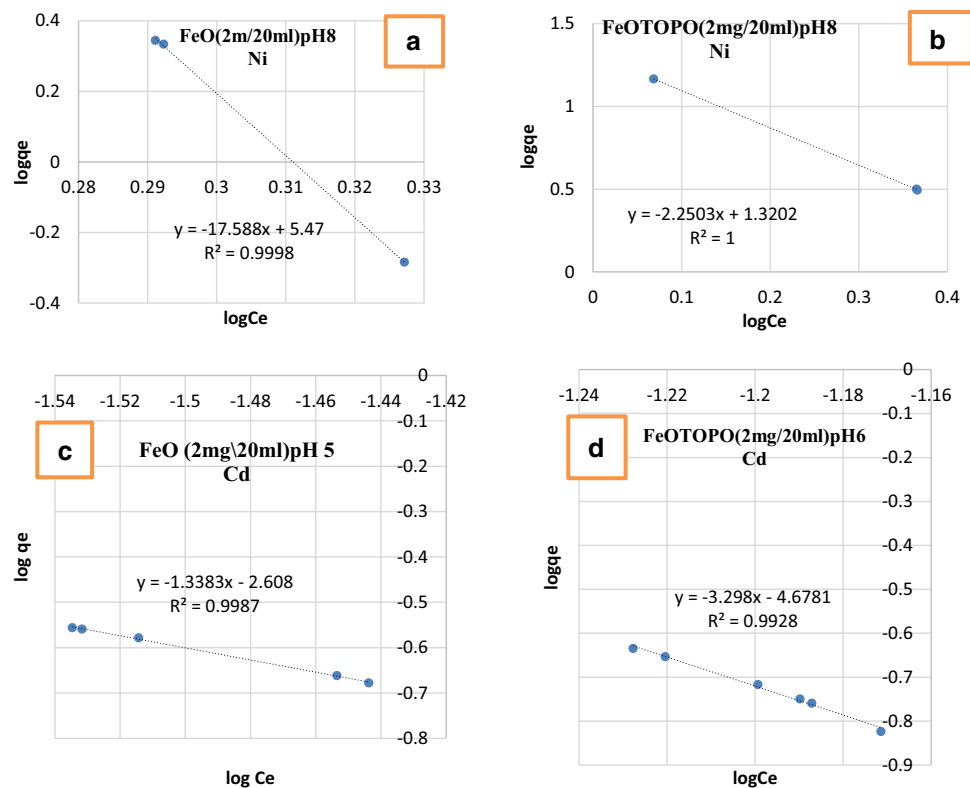 FeO(2m/20ml)pH8
Ni
a
0.4
0.2
0
-0.2
-0.4
0.28 0.29 0.3 0.31 0.32 0.33
y = -17.588x + 5.47
R² = 0.9998
logqe
logCe
FeOTOPO(2mg/20ml)pH8
Ni
b
1.5
1
0.5
0
0 0.1 0.2 0.3 0.4
y = -2.2503x + 1.3202
R² = 1
logqe
logCe
0
-1.54 -1.52 -1.5 -1.48 -1.46 -1.44 -1.42
-0.1
-0.2
-0.3
-0.4
-0.5
-0.6
-0.7
-0.8
c
FeO (2mg\20ml)pH 5
Cd
y = -1.3383x - 2.608
R² = 0.9987
log qe
log Ce
0
-1.24 -1.22 -1.2 -1.18 -1.16
-0.1
-0.2
-0.3
-0.4
-0.5
-0.6
-0.7
-0.8
-0.9
d
FeOTOPO(2mg/20ml)pH6
Cd
y = -3.298x - 4.6781
R² = 0.9928
logqe
logCe